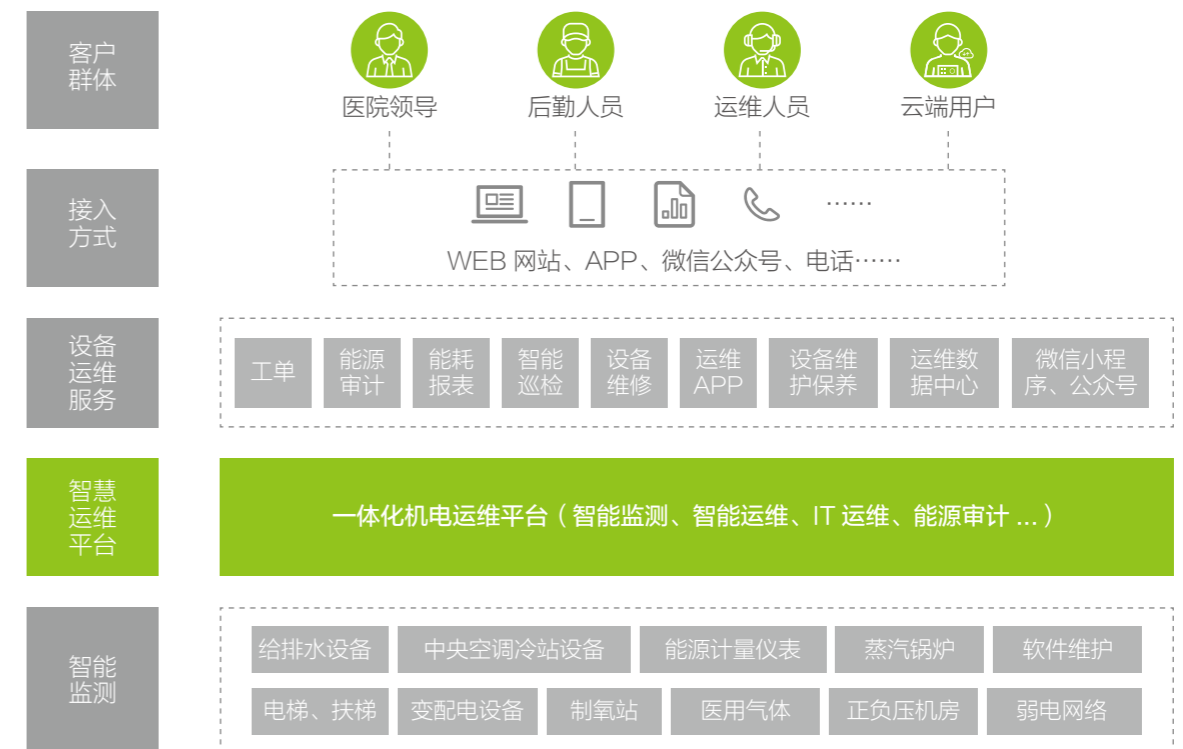 客户
群体
医院领导
后勤人员
运维人员
云端用户
接入
方式
……
WEB 网站、APP、微信公众号、电话……
设备
运维
服务
工单
能源
审计
能耗
报表
智能
巡检
设备
维修
运维
APP
设备维
护保养
运维数
据中心
微信小程
序、公众号
智慧
运维
平台
一体化机电运维平台（智能监测、智能运维、IT 运维、能源审计 ...）
智能
监测
给排水设备
中央空调冷站设备
能源计量仪表
蒸汽锅炉
软件维护
电梯、扶梯
变配电设备
制氧站
医用气体
正负压机房
弱电网络